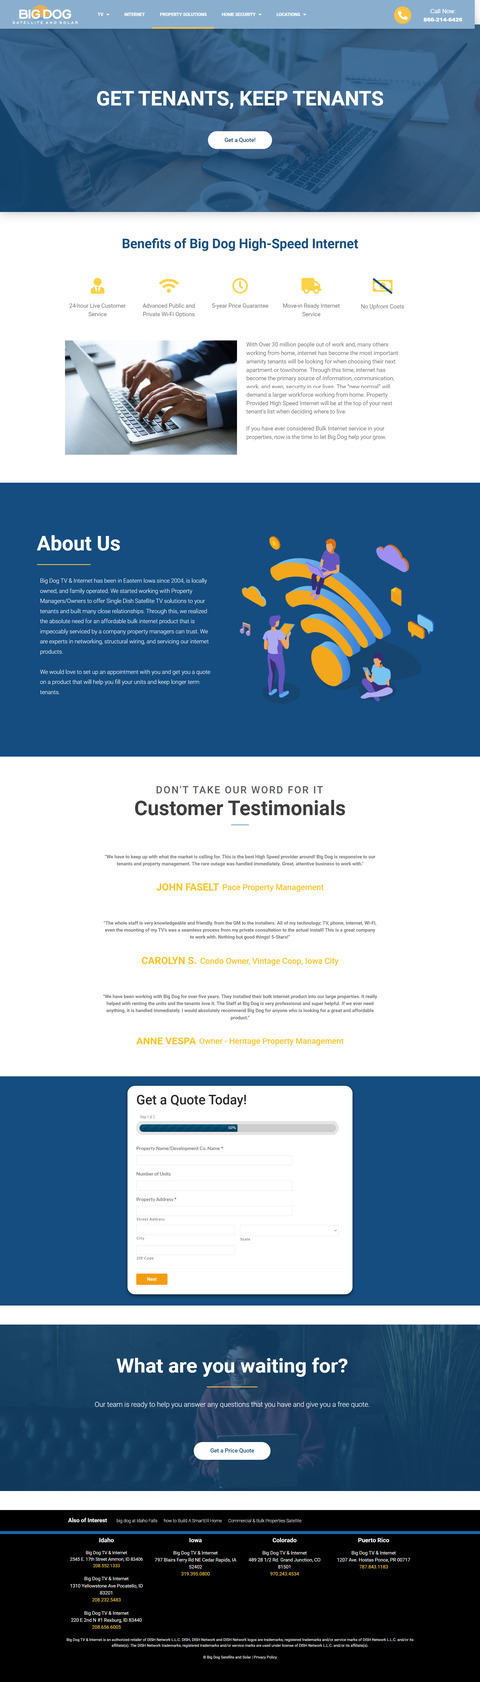 BIG DOG
SATELLITE AND SOLAR
TV
INTERNET
PROPERTY SOLUTIONS
HOME SECURITY
LOCATIONS
Call Now:
866-214-6426
GET TENANTS, KEEP TENANTS
Get a Quote!
Benefits of Big Dog High-Speed Internet
24-hour Live Customer
Service
Advanced Public and
Private Wi-Fi Options
5-year Price Guarantee
Move-in Ready Internet
Service
No Upfront Costs
With Over 30 million people out of work and, many others
working from home, internet has become the most important
amenity tenants will be looking for when choosing their next
apartment or townhome. Through this time, internet has
become the primary source of information, communication,
work, and even, security in our lives. The "new normal" will
demand a larger workforce working from home. Property
Provided High Speed Internet will be at the top of your next
tenant's list when deciding where to live.
If you have ever considered Bulk Internet service in your
properties, now is the time to let Big Dog help your grow.
About Us
Big Dog TV & Internet has been in Eastern Iowa since 2004, is locally
owned, and family operated. We started working with Property
Managers/Owners to offer Single Dish Satellite TV solutions to your
tenants and built many close relationships. Through this, we realized
the absolute need for an affordable bulk internet product that is
impeccably serviced by a company property managers can trust. We
are experts in networking, structural wiring, and servicing our internet
products.
We would love to set up an appointment with you and get you a quote
on a product that will help you fill your units and keep longer term
tenants.
DON'T TAKE OUR WORD FOR IT
Customer Testimonials
"We have to keep up with what the market is calling for. This is the best High Speed provider around! Big Dog is responsive to our
tenants and property management. The rare outage was handled immediately. Great, attentive business to work with."
JOHN FASELT Pace Property Management
"The whole staff is very knowledgeable and friendly, from the GM to the installers. All of my technology; TV, phone, internet, Wi-Fi,
even the mounting of my TV's was a seamless process from my private consultation to the actual install! This is a great company
to work with. Nothing but good things! 5-Stars!"
CAROLYN S. Condo Owner, Vintage Coop, Iowa City
"We have been working with Big Dog for over five years. They installed their bulk internet product into our large properties. It really
helped with renting the units and the tenants love it. The Staff at Big Dog is very professional and super helpful. If we ever need
anything, it is handled immediately. I would absolutely recommend Big Dog for anyone who is looking for a great and affordable
product."
ANNE VESPA Owner - Heritage Property Management
Get a Quote Today!
Step 1 of 2
50%
Property Name/Development Co. Name *
Number of Units
Property Address *
Street Address
City
State
ZIP Code
Next
What are you waiting for?
Our team is ready to help you answer any questions that you have and give you a free quote.
Get a Price Quote
Also of Interest
big dog at Idaho Falls
how to Build A SmartER Home
Commercial & Bulk Properties Satellite
Idaho
Big Dog TV & Internet
2545 E. 17th Street Ammon, ID 83406
208.552.1333
Big Dog TV & Internet
1310 Yellowstone Ave Pocatello, ID
83201
208.232.5483
Big Dog TV & Internet
220 E 2nd N #1 Rexburg, ID 83440
208.656.6005
Iowa
Big Dog TV & Internet
797 Blairs Ferry Rd NE Cedar Rapids, IA
52402
319.395.0800
Colorado
Big Dog TV & Internet
489 28 1/2 Rd. Grand Junction, CO
81501
970.243.4534
Puerto Rico
Big Dog TV & Internet
1207 Ave. Hostos Ponce, PR 00717
787.843.1183
Big Dog TV & Internet is an authorized retailer of DISH Network L.L.C. DISH, DISH Network and DISH Network logos are trademarks, registered trademarks and/or service marks of DISH Network L.L.C. and/or its
affiliate(s). The DISH Network trademarks, registered trademarks and/or service marks are used under license of DISH Network L.L.C. and/or its affiliate(s).
© Big Dog Satellite and Solar | Privacy Policy